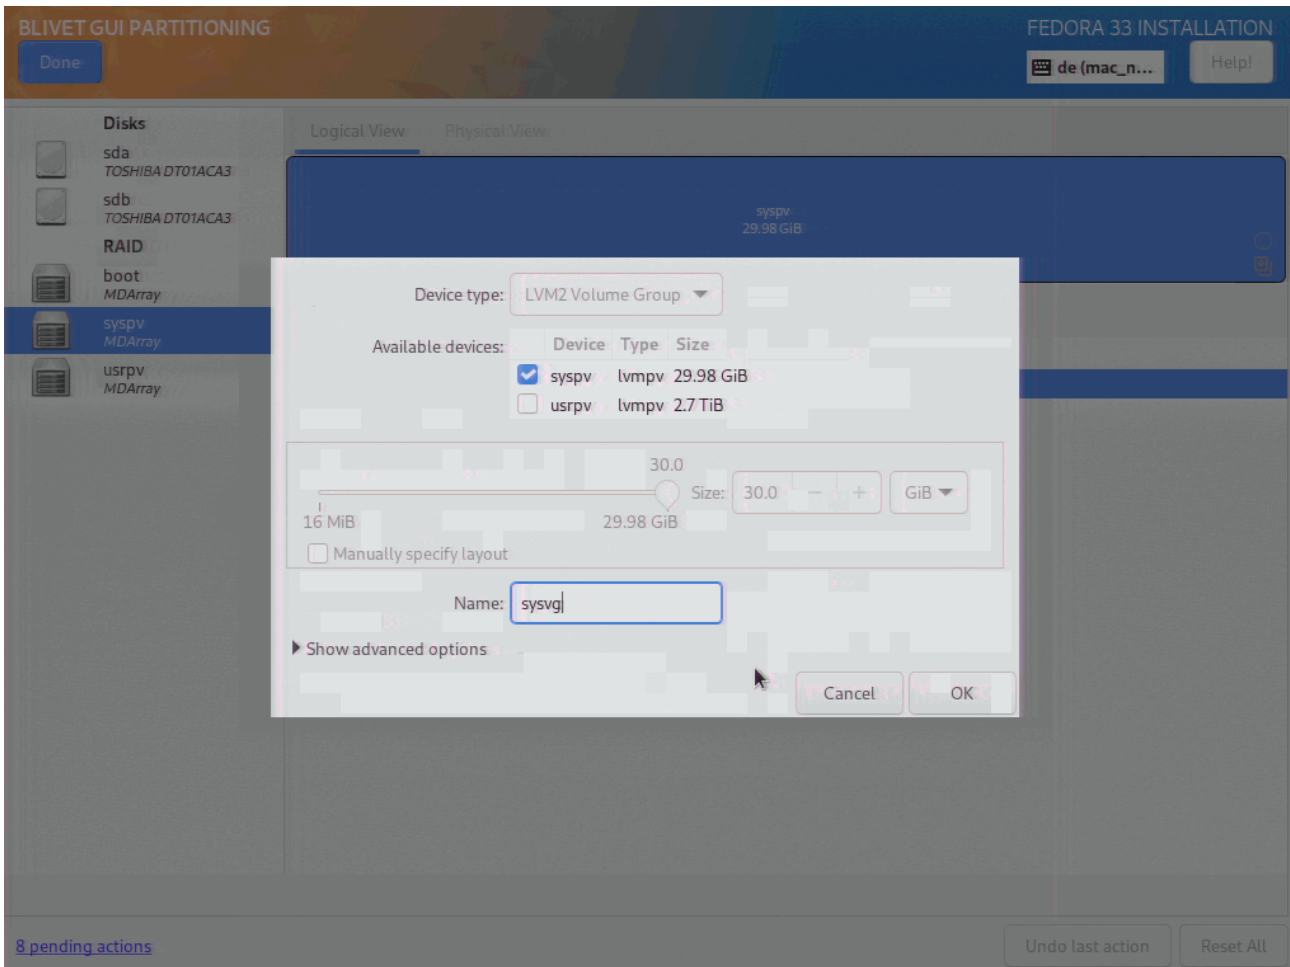 BLIVET GUI PARTITIONING
FEDORA 33 INSTALLATION
Done
de (mac_n...
Help!
Disks
sda
TOSHIBA DT01ACA3
sdb
TOSHIBA DT01ACA3
RAID
boot
MDArray
syspv
MDArray
usrpv
MDArray
Logical View
Physical View
syspv
29.98 GiB
Device type: LVM2 Volume Group
Available devices:
Device Type Size
syspv lvmpv 29.98 GiB
usrpv lvmpv 2.7 TiB
30.0
Size: 30.0 − + GiB
16 MiB
29.98 GiB
Manually specify layout
Name: sysvg
Show advanced options
Cancel
OK
8 pending actions
Undo last action
Reset All